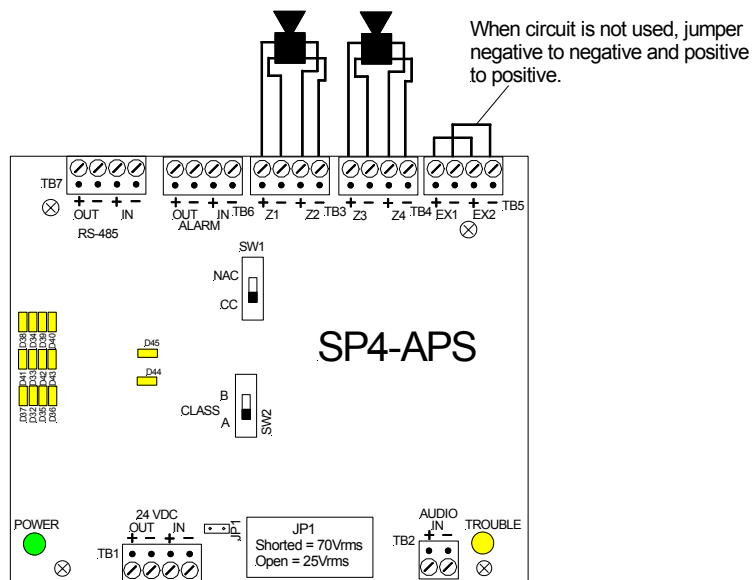 When circuit is not used, jumper
negative to negative and positive
to positive.
TB7
+ − + −
OUT IN
RS-485
+ − + −
OUT IN
ALARM
TB6
+ − + −
Z1 Z2
TB3
+ − + −
Z3 Z4
TB4
+ − + −
EX1 EX2
TB5
SW1
NAC
CC
SP4-APS
D38 D34 D39 D40
D41 D33 D42 D43
D37 D32 D35 D36
D45
D44
CLASS
B
A
SW2
POWER
24 VDC
OUT IN
+ − + −
TB1
JP1
JP1
Shorted = 70Vrms
Open = 25Vrms
AUDIO
IN
+ −
TB2
TROUBLE